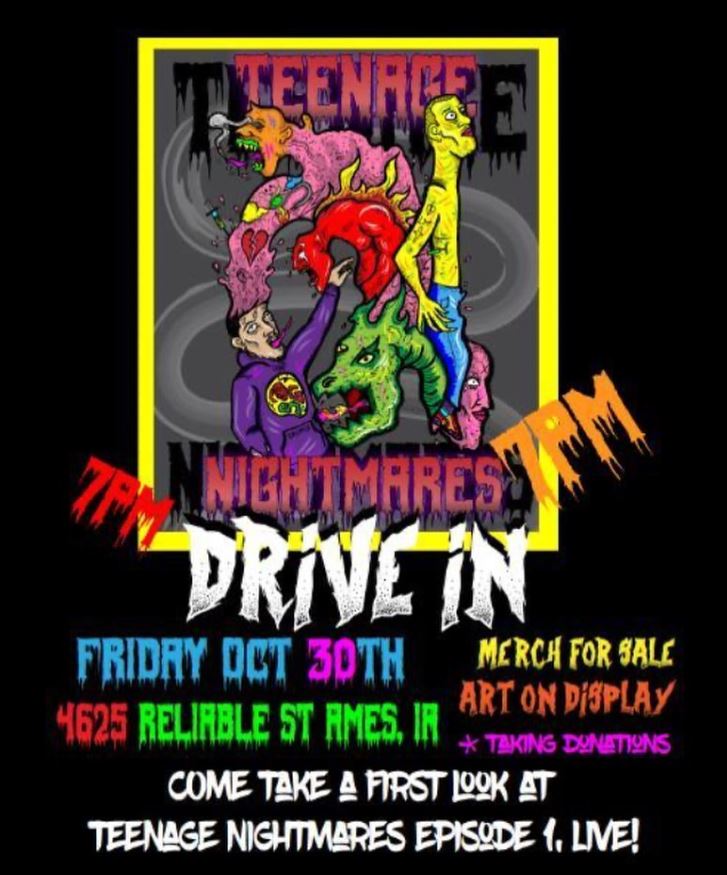 TEENAGE
NIGHTMARES
7PM
7PM
DRIVE IN
FRIDAY OCT 30TH
4625 RELIABLE ST AMES, IA
MERCH FOR SALE
ART ON DISPLAY
* TAKING DONATIONS
COME TAKE A FIRST LOOK AT
TEENAGE NIGHTMARES EPISODE 1, LIVE!